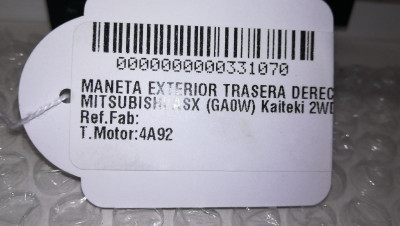 0000000000331070
MANETA EXTERIOR TRASERA DEREC
MITSUBISHI ASX (GA0W) Kaiteki 2WD
Ref.Fab:
T.Motor:4A92